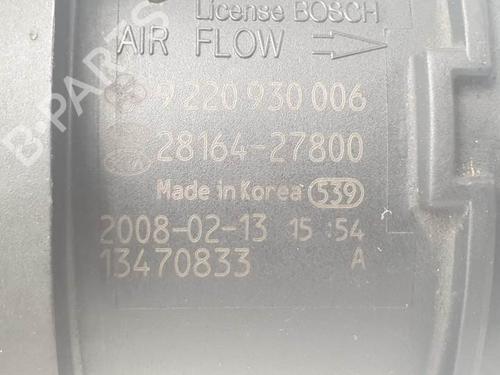 License BOSCH
AIR FLOW
9 220 930 006
28164-27800
Made in Korea 539
2008-02-13 15:54
13470833 A
B-PARTS